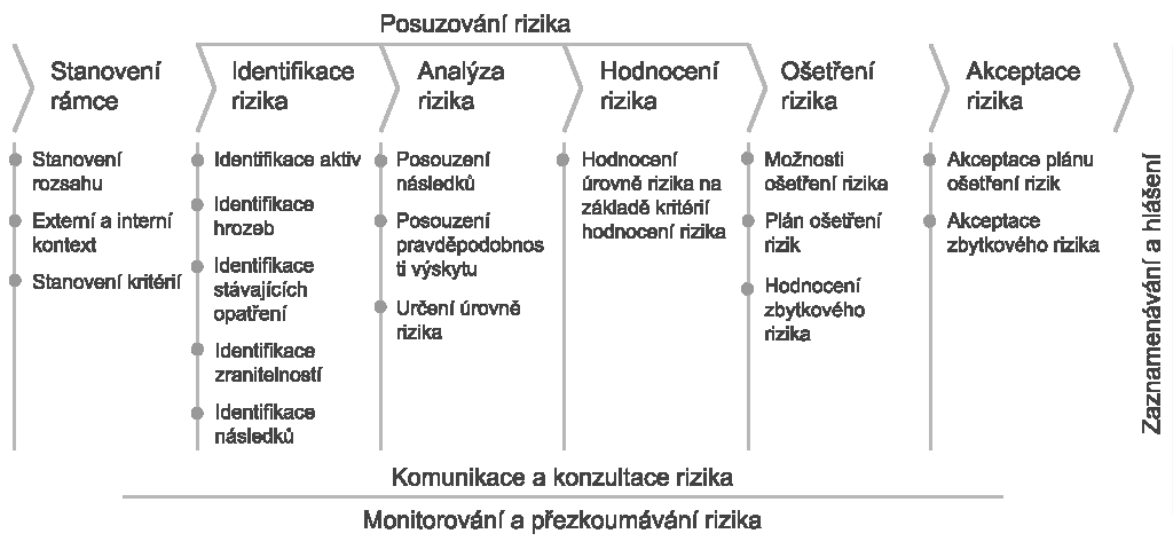 Posuzování rizika
Stanovení
rámce
Identifikace
rizika
Analýza
rizika
Hodnocení
rizika
Ošetření
rizika
Akceptace
rizika
Stanovení
rozsahu
Externí a interní
kontext
Stanovení kritérií
Identifikace aktiv
Identifikace
hrozeb
Identifikace
stávajících
opatření
Identifikace
zranitelností
Identifikace
následků
Posouzení
následků
Posouzení
pravděpodobnos
ti výskytu
Určení úrovně
rizika
Hodnocení
úrovně rizika na
základě kritérií
hodnocení rizika
Možnosti
ošetření rizika
Plán ošetření
rizik
Hodnocení
zbytkového
rizika
Akceptace plánu
ošetření rizik
Akceptace
zbytkového rizika
Zaznamenávání a hlášení
Komunikace a konzultace rizika
Monitorování a přezkoumávání rizika